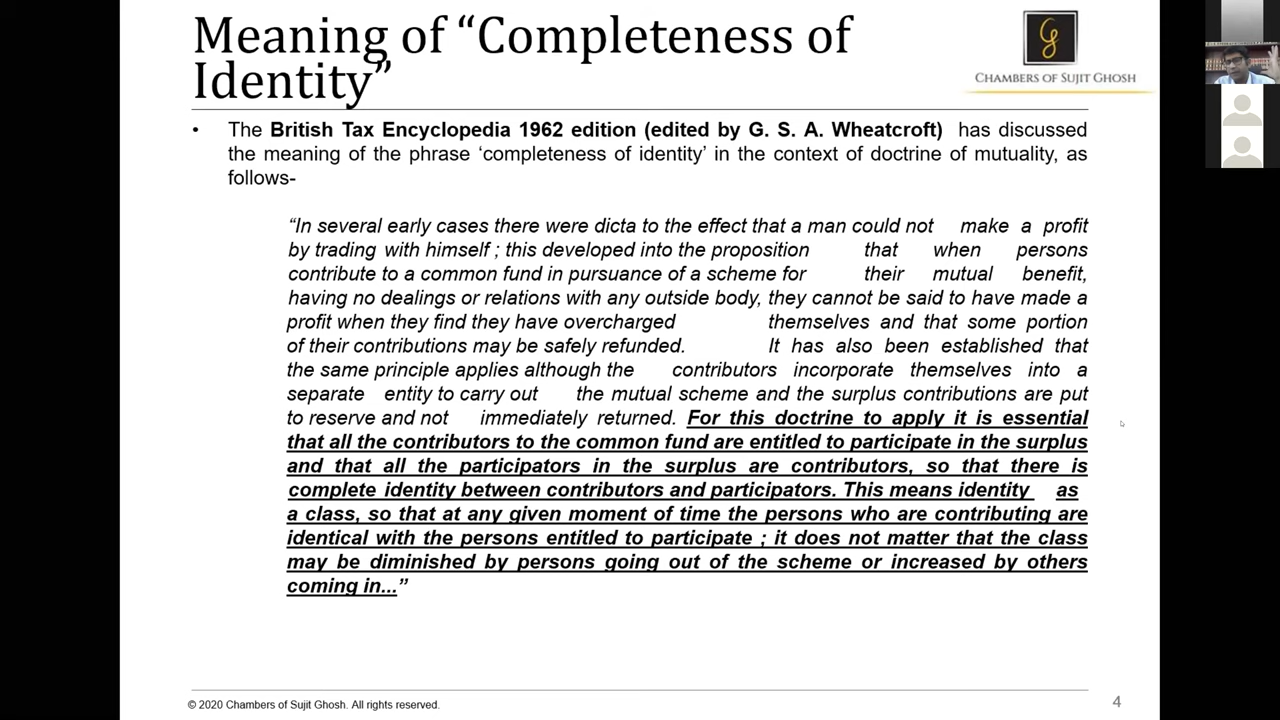 Meaning of “Completeness of
Identity”
CHAMBERS OF SUJIT GHOSH
• The British Tax Encyclopedia 1962 edition (edited by G. S. A. Wheatcroft) has discussed
the meaning of the phrase ‘completeness of identity’ in the context of doctrine of mutuality, as
follows-
“In several early cases there were dicta to the effect that a man could not make a profit
by trading with himself ; this developed into the proposition that when persons
contribute to a common fund in pursuance of a scheme for their mutual benefit,
having no dealings or relations with any outside body, they cannot be said to have made a
profit when they find they have overcharged themselves and that some portion
of their contributions may be safely refunded. It has also been established that
the same principle applies although the contributors incorporate themselves into a
separate entity to carry out the mutual scheme and the surplus contributions are put
to reserve and not immediately returned. For this doctrine to apply it is essential
that all the contributors to the common fund are entitled to participate in the surplus
and that all the participators in the surplus are contributors, so that there is
complete identity between contributors and participators. This means identity as
a class, so that at any given moment of time the persons who are contributing are
identical with the persons entitled to participate ; it does not matter that the class
may be diminished by persons going out of the scheme or increased by others
coming in...”
© 2020 Chambers of Sujit Ghosh. All rights reserved.
4